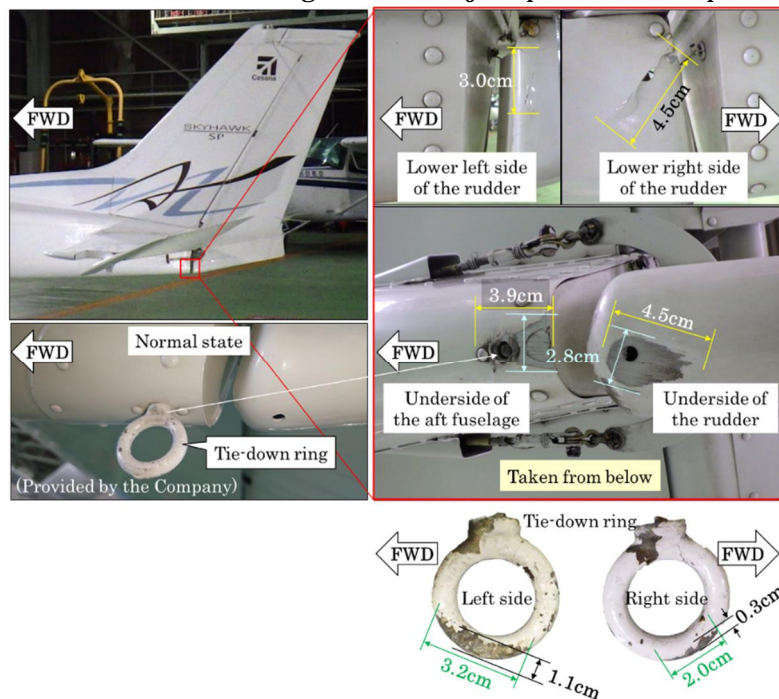 FWD
Cessna
SKYHAWK
SP
3.0cm
4.5cm
FWD
FWD
Lower left side
of the rudder
Lower right side
of the rudder
Normal state
FWD
Tie-down ring
(Provided by the Company)
3.9cm
4.5cm
2.8cm
FWD
Underside of
the aft fuselage
Underside of
the rudder
Taken from below
Tie-down ring
FWD
FWD
Left side
Right side
0.3cm
3.2cm
1.1cm
2.0cm